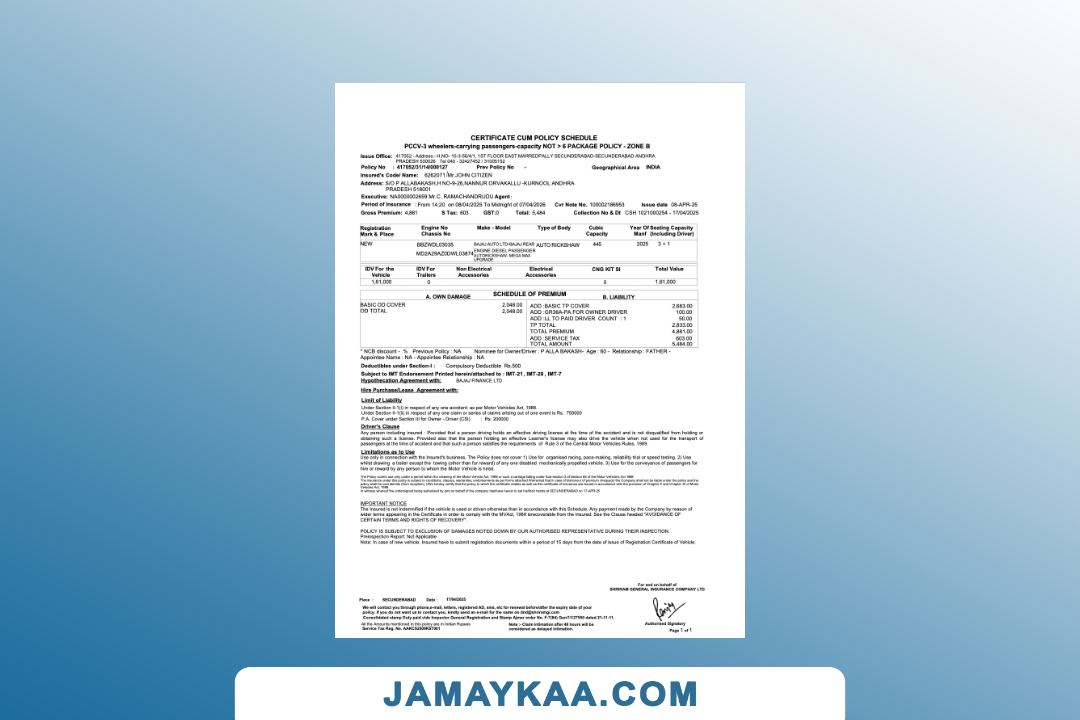 CERTIFICATE CUM POLICY SCHEDULE
PCCV-3 wheelers-carrying passengers-capacity NOT > 6 PACKAGE POLICY - ZONE B
Issue Office: 417052 - Address:- H.NO- 10-3-56/4/1, 1ST FLOOR EAST MARREDPALLY SECUNDERABAD-SECUNDERABAD ANDHRA
PRADESH 500026 Tel 040 - 32427452 / 31005152
Policy No : 417052/31/14/008127 Prev Policy No - Geographical Area INDIA
Insured's Code/ Name: 6262071/Mr.JOHN CITIZEN
Address: S/O P ALLABAKASH,H NO-9-26,NANNUR ORVAKALLU -KURNOOL ANDHRA
PRADESH 518001
Executive: NA0000002659 Mr C. RAMACHANDRUDU Agent:
Period of Insurance : From 14:20 on 08/04/2025 To Midnight of 07/04/2026 Cvr Note No. 100002186953 Issue date 08-APR-25
Gross Premium: 4,881 S Tax: 603 GST:0 Total: 5,484 Collection No & Dt CSH 1021000254 - 17/04/2025
Registration Engine No Make - Model Type of Body Cubic Year Of Seating Capacity
Mark & Place Chassis No Capacity Manf (Including Driver)
NEW BBZWDL03035 BAJAJ AUTO LTD-BAJAJ REAR AUTO RICKSHAW 445 2025 3 + 1
MD2A29AZ0DWL03874 ENGINE DIESEL PASSENGER
AUTORICKSHAW- MEGA MAX
UPGRADE
IDV For the IDV For Non Electrical Electrical CNG KIT SI Total Value
Vehicle Trailers Accessories Accessories
1,61,000 0 0 1,61,000
SCHEDULE OF PREMIUM
A. OWN DAMAGE B. LIABILITY
BASIC OD COVER 2,048.00 ADD :BASIC TP COVER 2,683.00
OD TOTAL 2,048.00 ADD :GR36A-PA FOR OWNER DRIVER 100.00
ADD :LL TO PAID DRIVER COUNT : 1 50.00
TP TOTAL 2,833.00
TOTAL PREMIUM 4,881.00
ADD :SERVICE TAX 603.00
TOTAL AMOUNT 5,484.00
* NCB discount - % Previous Policy : NA Nominee for Owner/Driver : P ALLA BAKASH- Age : 60 - Relationship : FATHER -
Appointee Name : NA - Appointee Relationship : NA
Deductibles under Section-I : Compulsory Deductible Rs.500
Subject to IMT Endorsement Printed herein/attached to : IMT-21 , IMT-28 , IMT-7
Hypothecation Agreement with: BAJAJ FINANCE LTD
Hire Purchase/Lease Agreement with:
Limit of Liability
Under Section II-1(i) in respect of any one accident: as per Motor Vehicles Act, 1988.
Under Section II-1(ii) in respect of any one claim or series of claims arising out of one event is Rs. 750000
P.A. Cover under Section III for Owner - Driver (CSI) : Rs. 200000
Driver's Clause
Any person including insured : Provided that a person driving holds an effective driving license at the time of the accident and is not disqualified from holding or
obtaining such a license. Provided also that the person holding an effective Learner's license may also drive the vehicle when not used for the transport of
passengers at the time of accident and that such a person satisfies the requirements of Rule 3 of the Central Motor Vehicles Rules, 1989.
Limitations as to Use
Use only in connection with the Insured's business. The Policy does not cover 1) Use for organised racing, pace-making, reliability trial or speed testing. 2) Use
whilst drawing a trailer except the towing (other than for reward) of any one disabled mechanically propelled vehicle. 3) Use for the conveyance of passengers for
hire or reward by any person to whom the Motor Vehicle is hired.
IMPORTANT NOTICE
The Insured is not indemnified if the vehicle is used or driven otherwise than in accordance with this Schedule. Any payment made by the Company by reason of
wider terms appearing in the Certificate in order to comply with the MVAct, 1988 isrecoverable from the insured. See the Clause headed "AVOIDANCE OF
CERTAIN TERMS AND RIGHTS OF RECOVERY".
POLICY IS SUBJECT TO EXCLUSION OF DAMAGES NOTED DOWN BY OUR AUTHORISED REPRESENTATIVE DURING THEIR INSPECTION.
Preinspection Report: Not Applicable
Note: In case of new vehicle, Insured have to submit registration documents within a period of 15 days from the date of issue of Registration Certificate of Vehicle.
For and on behalf of
SHRIRAM GENERAL INSURANCE COMPANY LTD
Place : SECUNDERABAD Date : 17/04/2025
We will contact you through phone,e-mail, letters, registered AD, sms, etc for renewal before/after the expiry date of your
policy. If you do not want us to contact you, kindly send e-mail for the same on dnd@shriramgi.com
Consolidated stamp Duty paid vide Inspector General Registration and Stamp Ajmer order No.
All the Amounts mentioned in this policy are in Indian Rupees Note :- Claim intimation after 48 hours will be
Service Tax Reg. No. considered as delayed intimation.
Authorised Signatory
Page 1 of 1
JAMAYKAA.COM